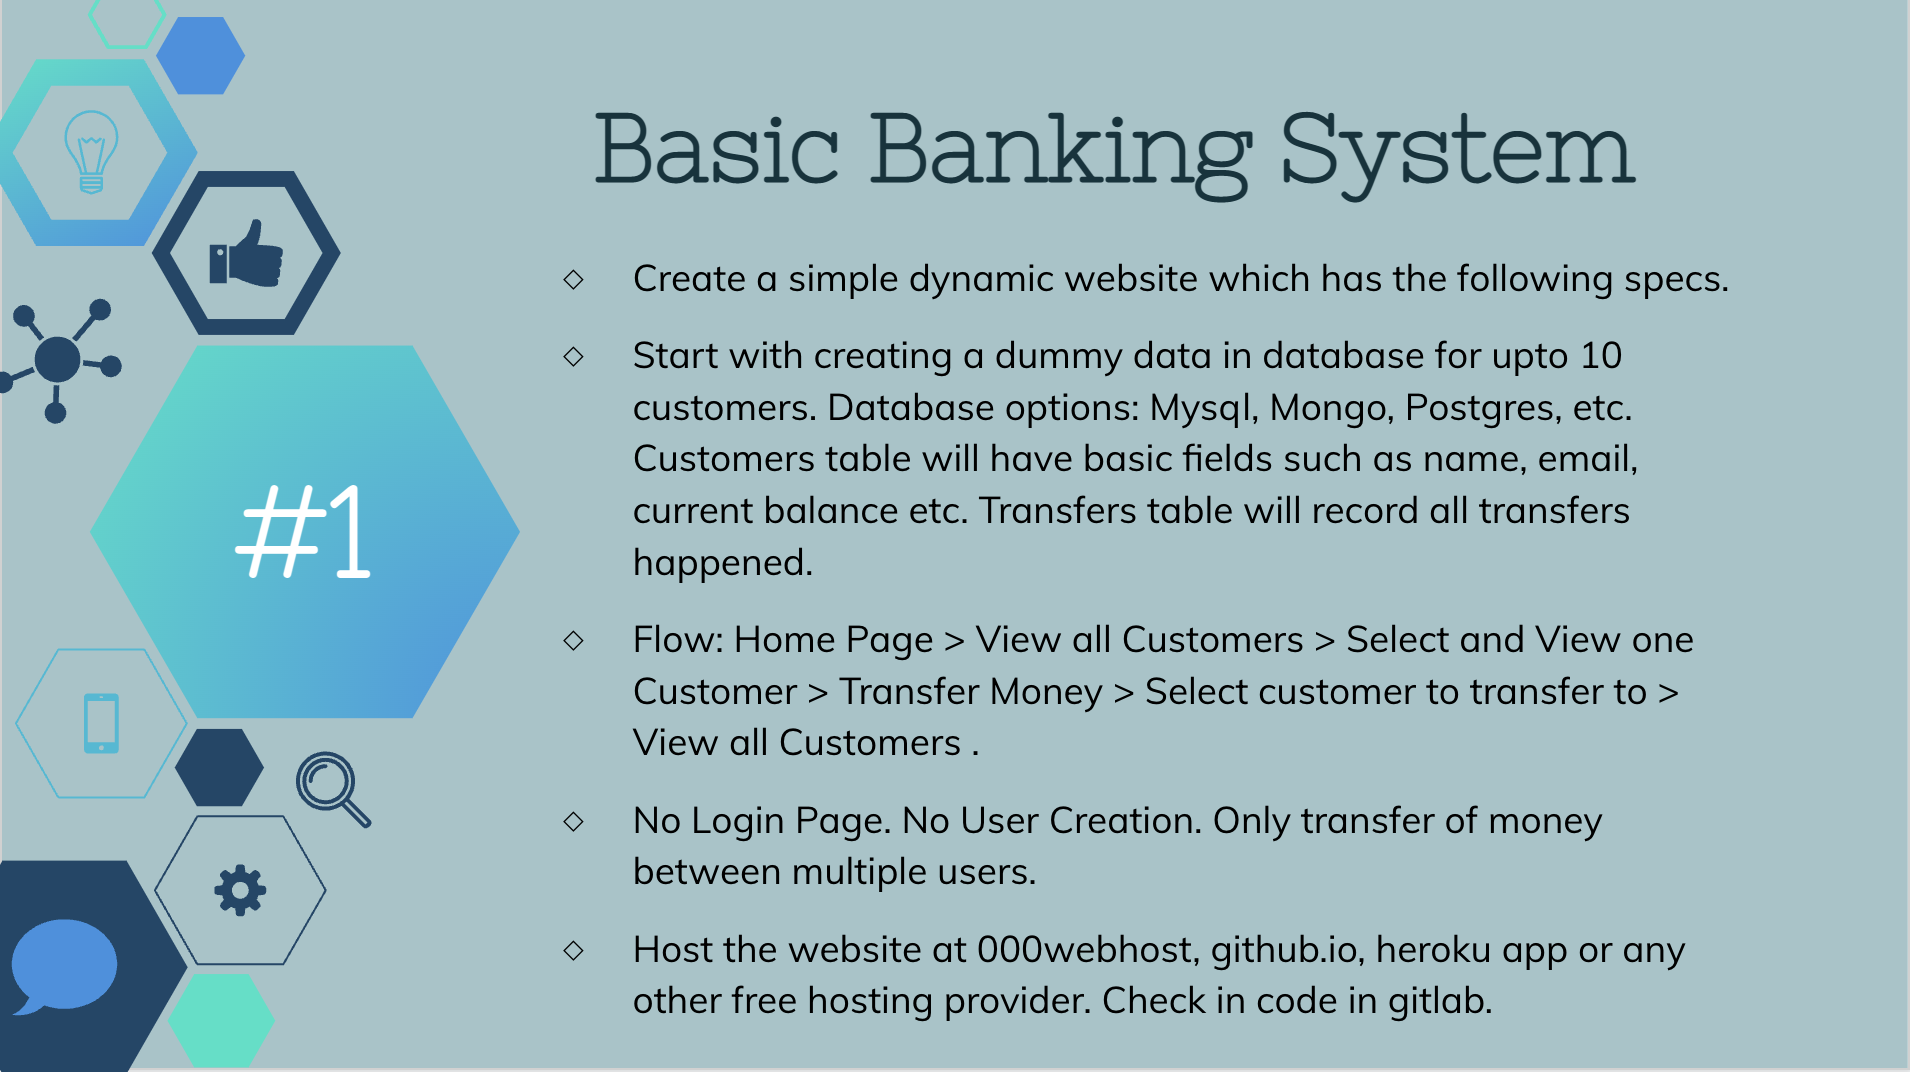 Basic Banking System
#1
Create a simple dynamic website which has the following specs.
Start with creating a dummy data in database for upto 10
customers. Database options: Mysql, Mongo, Postgres, etc.
Customers table will have basic fields such as name, email,
current balance etc. Transfers table will record all transfers
happened.
Flow: Home Page > View all Customers > Select and View one
Customer > Transfer Money > Select customer to transfer to >
View all Customers .
No Login Page. No User Creation. Only transfer of money
between multiple users.
Host the website at 000webhost, github.io, heroku app or any
other free hosting provider. Check in code in gitlab.